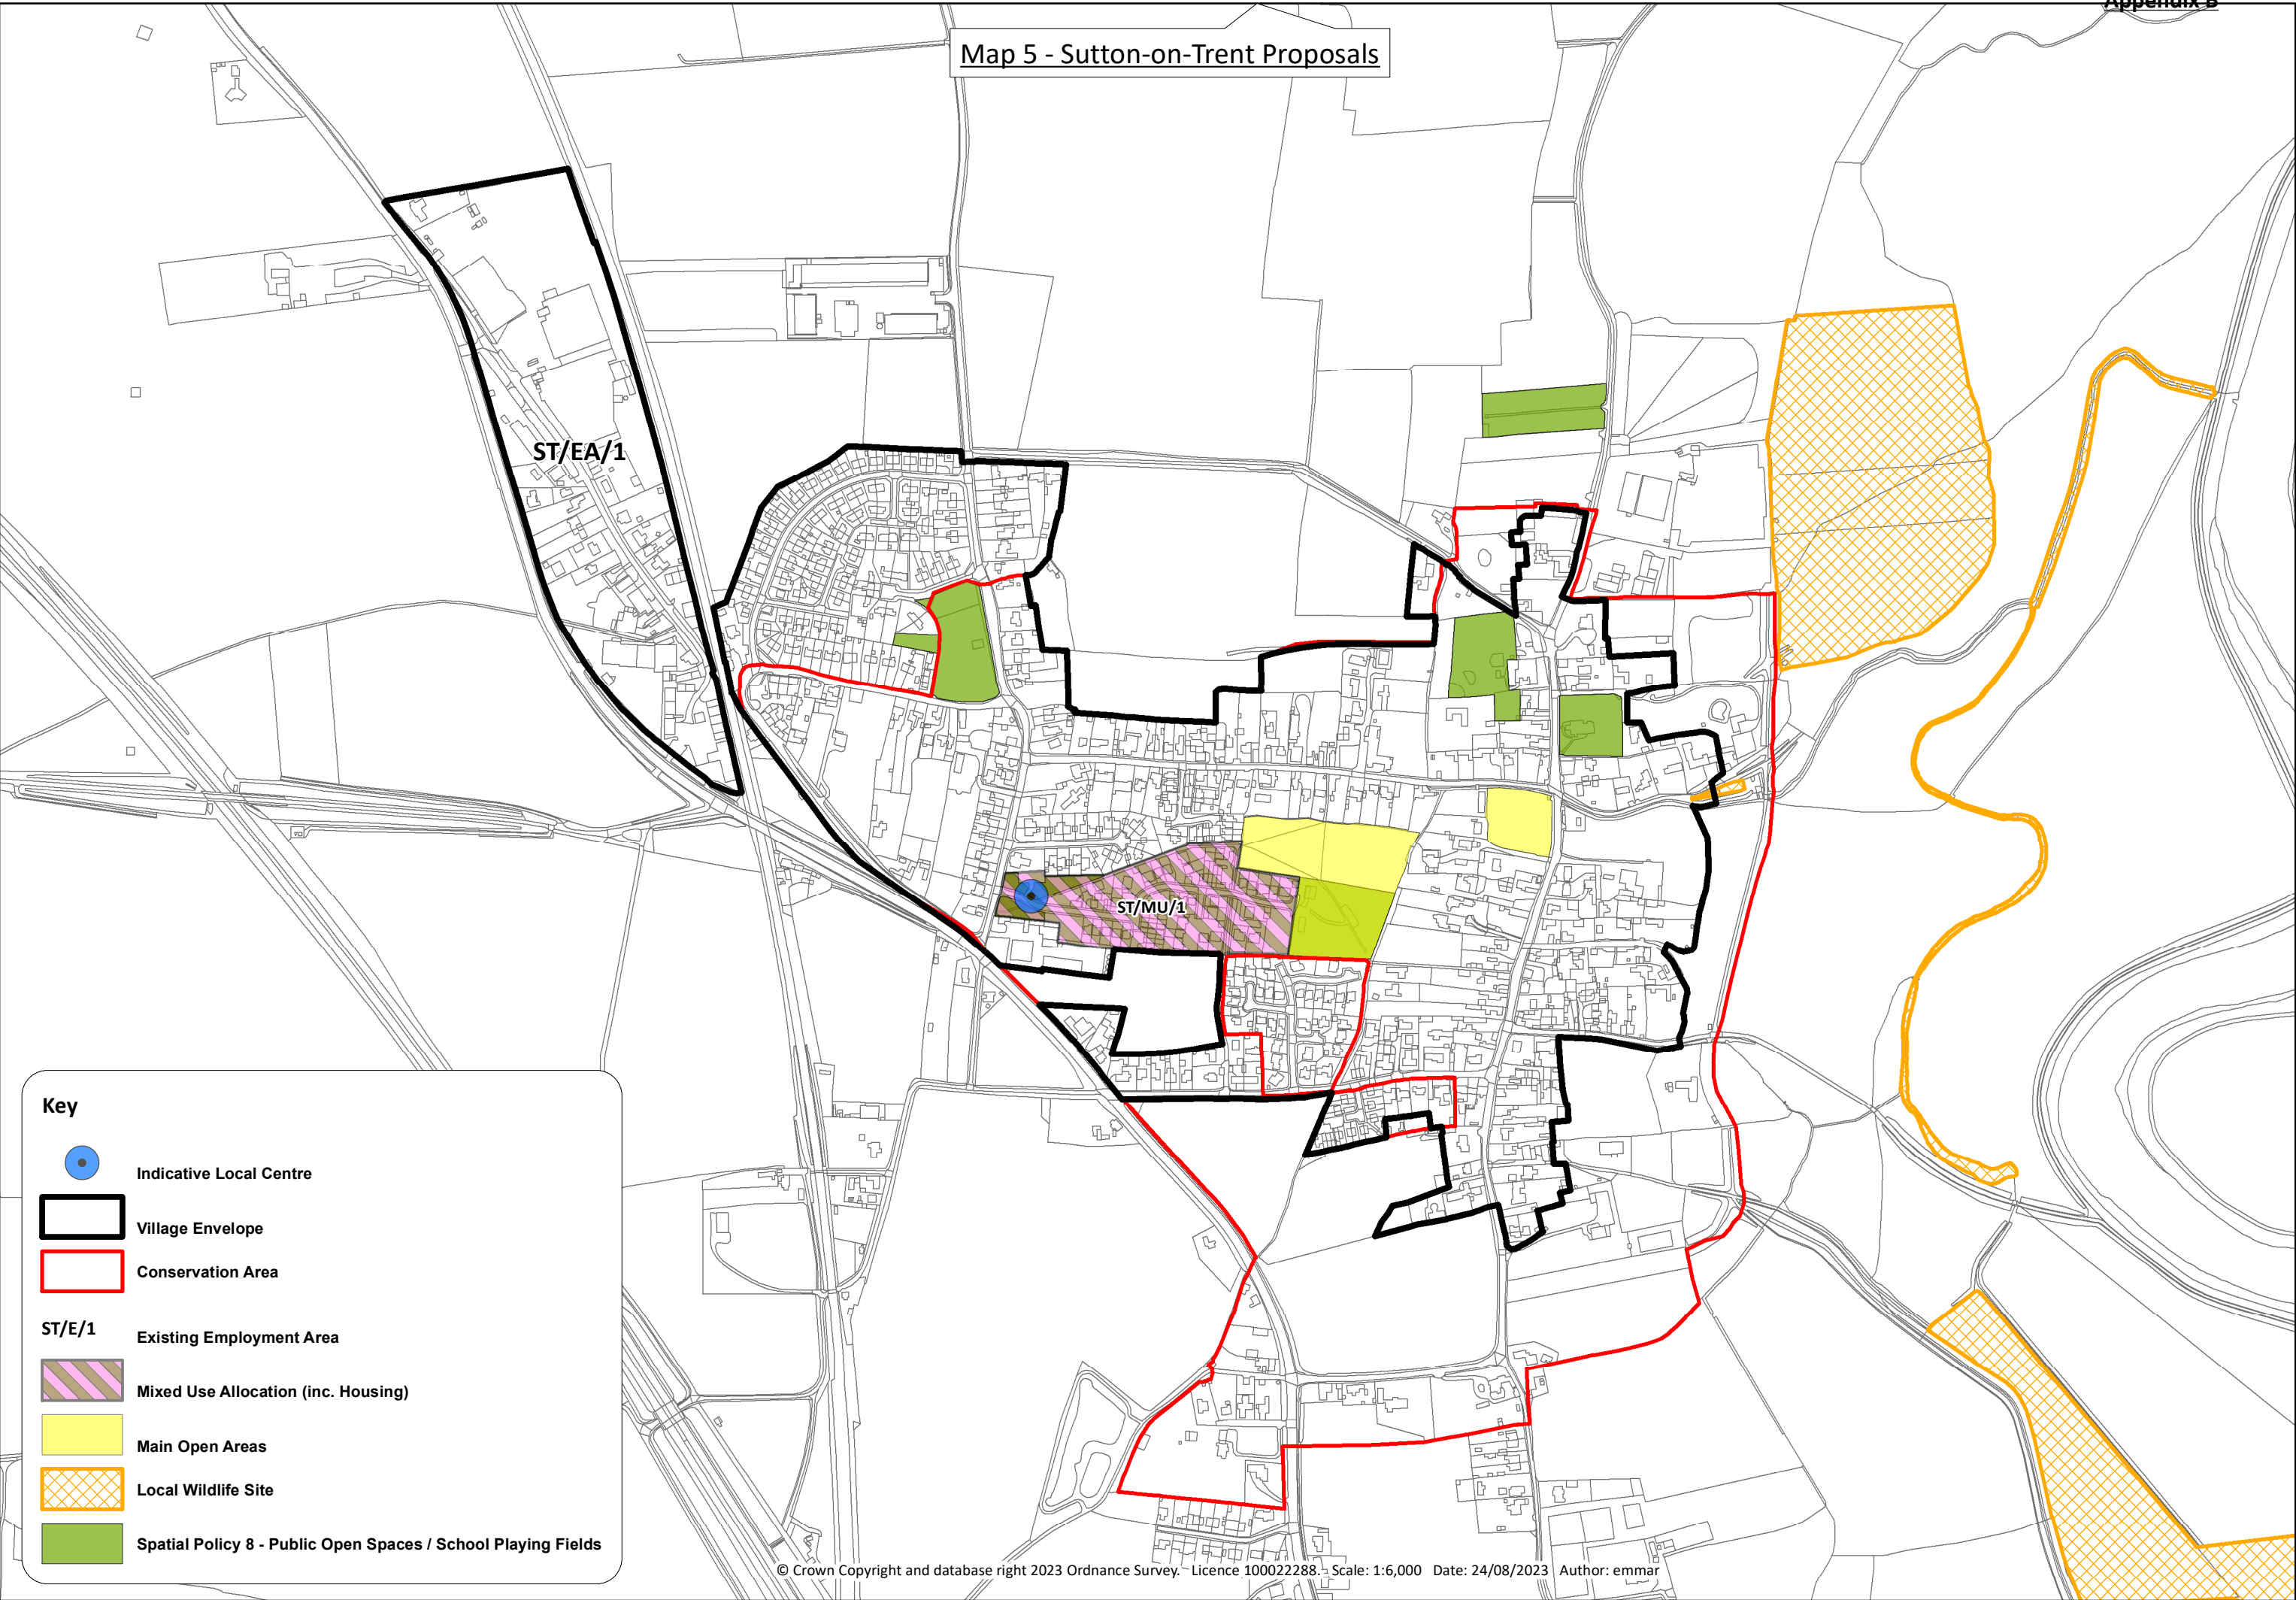 Appendix B
Map 5 - Sutton-on-Trent Proposals
ST/EA/1
ST/MU/1
Key
Indicative Local Centre
Village Envelope
Conservation Area
ST/E/1 Existing Employment Area
Mixed Use Allocation (inc. Housing)
Main Open Areas
Local Wildlife Site
Spatial Policy 8 - Public Open Spaces / School Playing Fields
© Crown Copyright and database right 2023 Ordnance Survey. Licence 100022288. Scale: 1:6,000 Date: 24/08/2023 Author: emmar